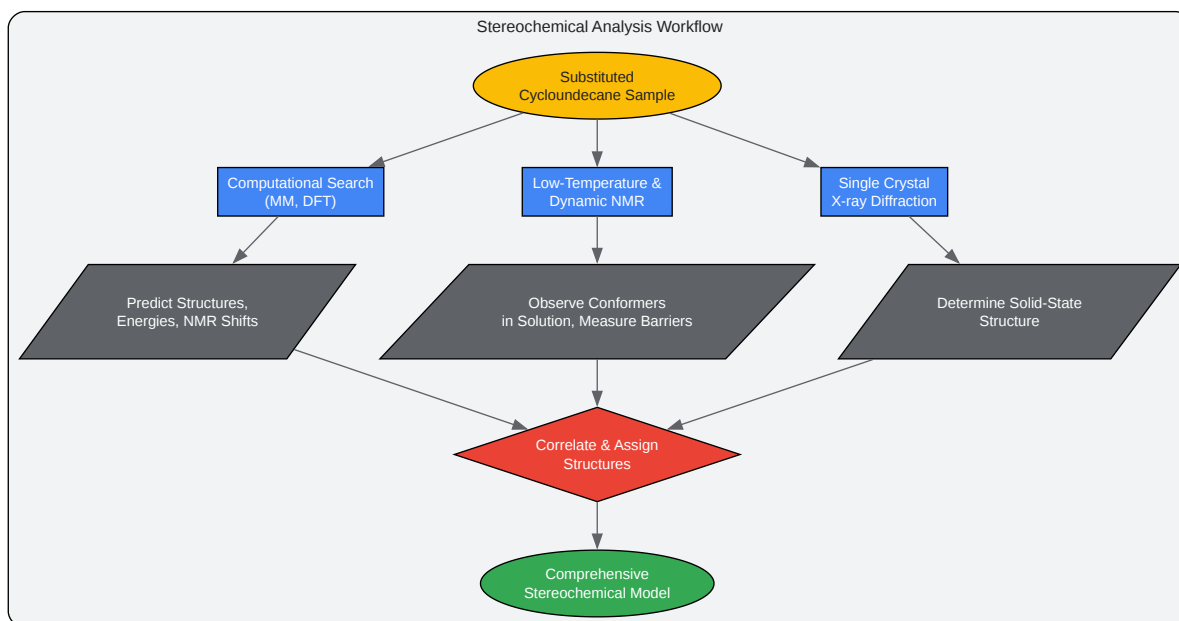 Stereochemical Analysis Workflow
Substituted
Cycloundecane Sample
Computational Search
(MM, DFT)
Low-Temperature &
Dynamic NMR
Single Crystal
X-ray Diffraction
Predict Structures,
Energies, NMR Shifts
Observe Conformers
in Solution, Measure Barriers
Determine Solid-State
Structure
Correlate & Assign
Structures
Comprehensive
Stereochemical Model